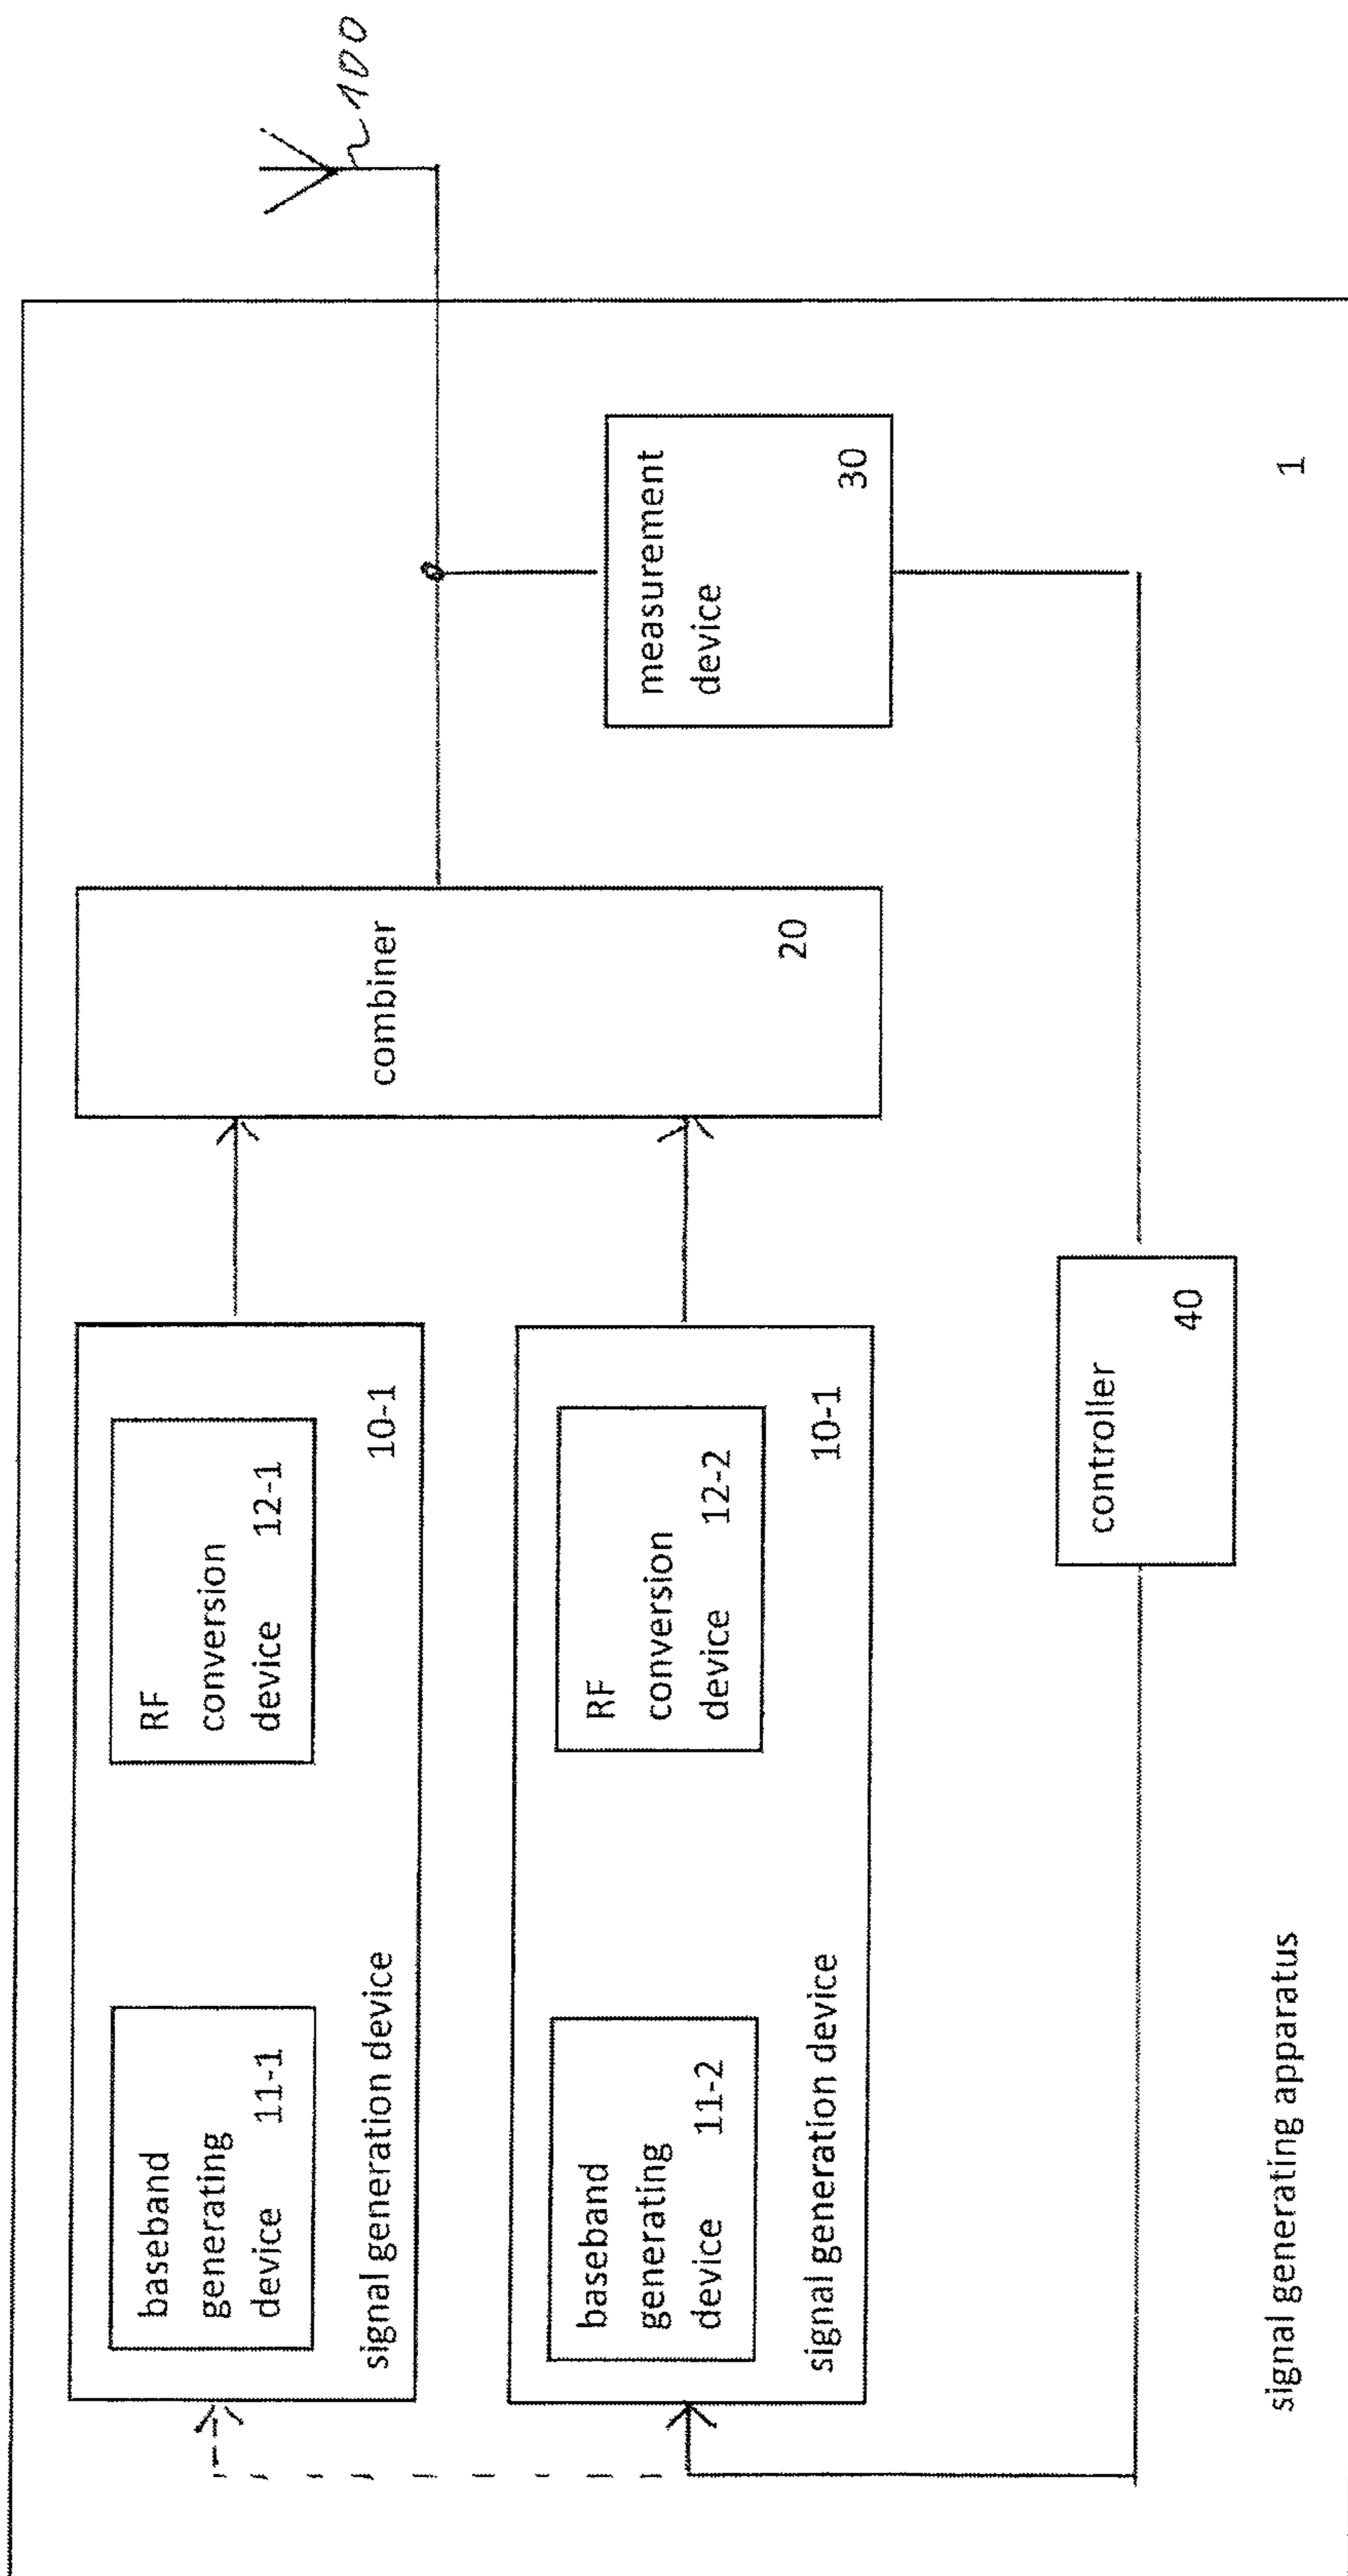 baseband
generating
device 11-1
RF
conversion
device 12-1
signal generation device
10-1
baseband
generating
device 11-2
RF
conversion
device 12-2
signal generation device
10-1
combiner
20
measurement
device
30
100
controller
40
signal generating apparatus
1